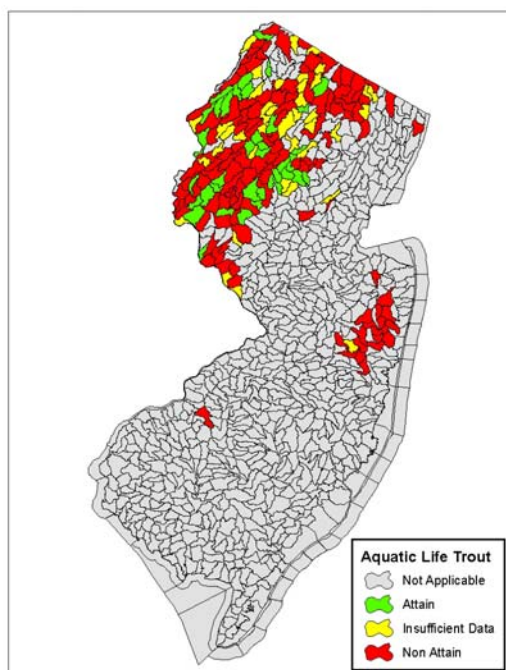 Aquatic Life Trout
Not Applicable
Attain
Insufficient Data
Non Attain